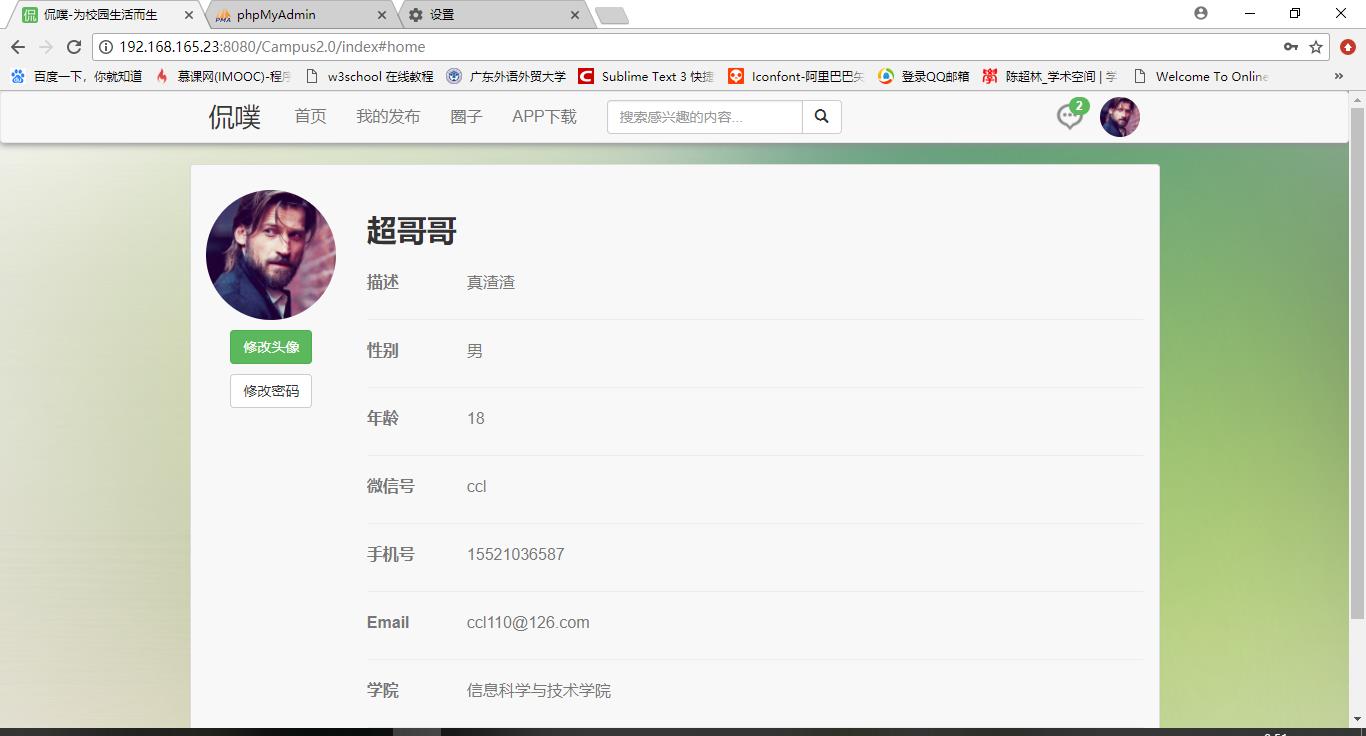 侃 侃噗-为校园生活而生
PMA phpMyAdmin
设置
192.168.165.23:8080/Campus2.0/index#home
百度一下，你就知道 慕课网(IMOOC)-程序 w3school 在线教程 广东外语外贸大学 Sublime Text 3 快捷 Iconfont-阿里巴巴矢 登录QQ邮箱 陈超林_学术空间 | 学 Welcome To Online »
侃噗 首页 我的发布 圈子 APP下载 搜索感兴趣的内容... 2
超哥哥
描述 真渣渣
修改头像
性别 男
修改密码
年龄 18
微信号 ccl
手机号 15521036587
Email ccl110@126.com
学院 信息科学与技术学院